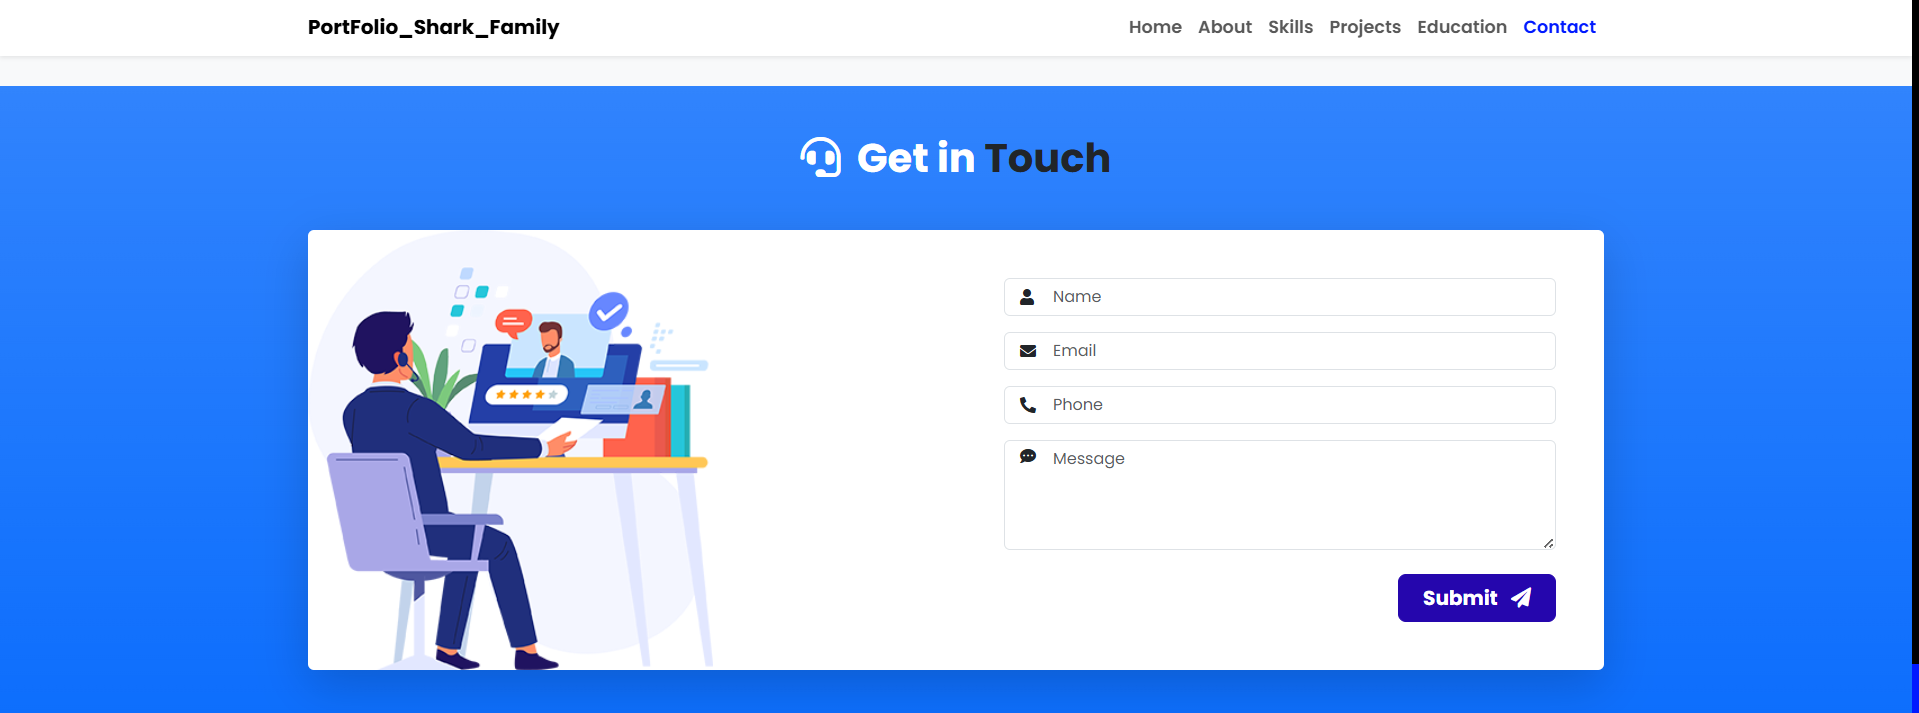 PortFolio_Shark_Family
Home About Skills Projects Education Contact
Get in Touch
Name
Email
Phone
Message
Submit